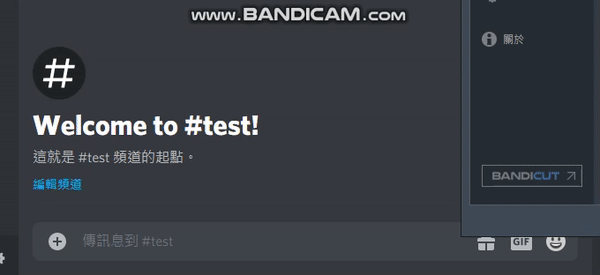 www.BANDICAM.com
關於
Welcome to #test!
這就是 #test 頻道的起點。
編輯頻道
BANDICUT
傳訊息到 #test
GIF